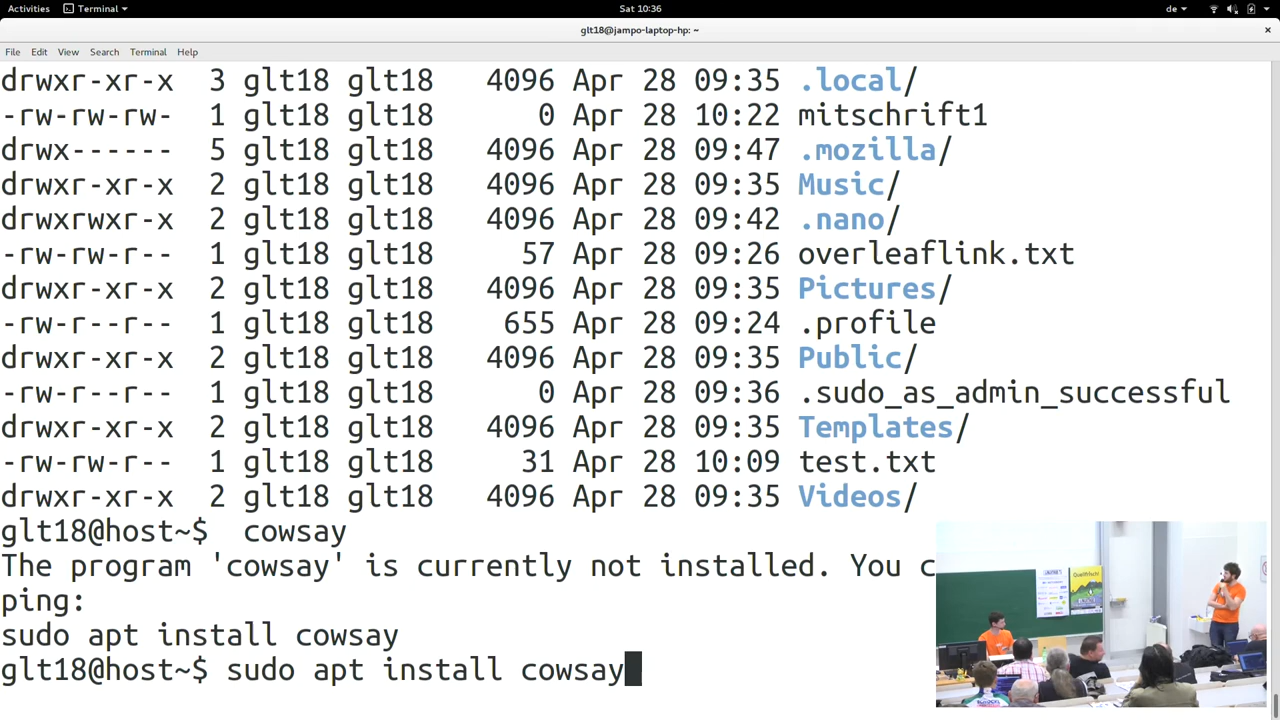 Activities Terminal Sat 10:36 de
glt18@jampo-laptop-hp: ~ ×
File Edit View Search Terminal Help
drwxr-xr-x 3 glt18 glt18 4096 Apr 28 09:35 .local/
-rw-rw-rw- 1 glt18 glt18 0 Apr 28 10:22 mitschrift1
drwx------ 5 glt18 glt18 4096 Apr 28 09:47 .mozilla/
drwxr-xr-x 2 glt18 glt18 4096 Apr 28 09:35 Music/
drwxrwxr-x 2 glt18 glt18 4096 Apr 28 09:42 .nano/
-rw-rw-r-- 1 glt18 glt18 57 Apr 28 09:26 overleaflink.txt
drwxr-xr-x 2 glt18 glt18 4096 Apr 28 09:35 Pictures/
-rw-r--r-- 1 glt18 glt18 655 Apr 28 09:24 .profile
drwxr-xr-x 2 glt18 glt18 4096 Apr 28 09:35 Public/
-rw-r--r-- 1 glt18 glt18 0 Apr 28 09:36 .sudo_as_admin_successful
drwxr-xr-x 2 glt18 glt18 4096 Apr 28 09:35 Templates/
-rw-rw-r-- 1 glt18 glt18 31 Apr 28 10:09 test.txt
drwxr-xr-x 2 glt18 glt18 4096 Apr 28 09:35 Videos/
glt18@host~$ cowsay
The program 'cowsay' is currently not installed. You c
ping:
sudo apt install cowsay
glt18@host~$ sudo apt install cowsay